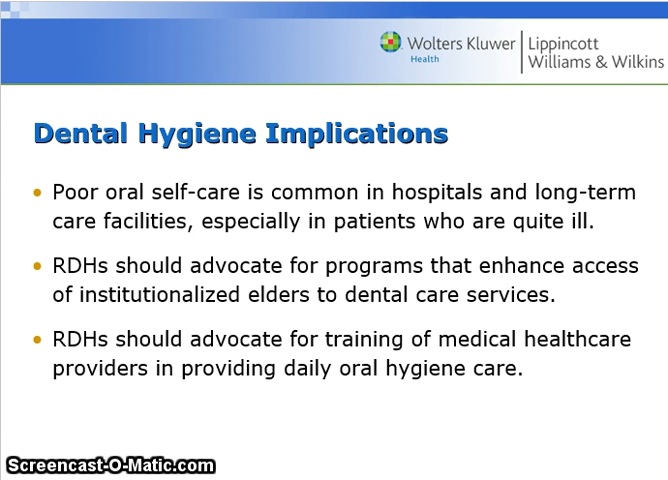 Wolters Kluwer
Health
Lippincott
Williams & Wilkins
Dental Hygiene Implications
• Poor oral self-care is common in hospitals and long-term
care facilities, especially in patients who are quite ill.
• RDHs should advocate for programs that enhance access
of institutionalized elders to dental care services.
• RDHs should advocate for training of medical healthcare
providers in providing daily oral hygiene care.
Screencast-O-Matic.com